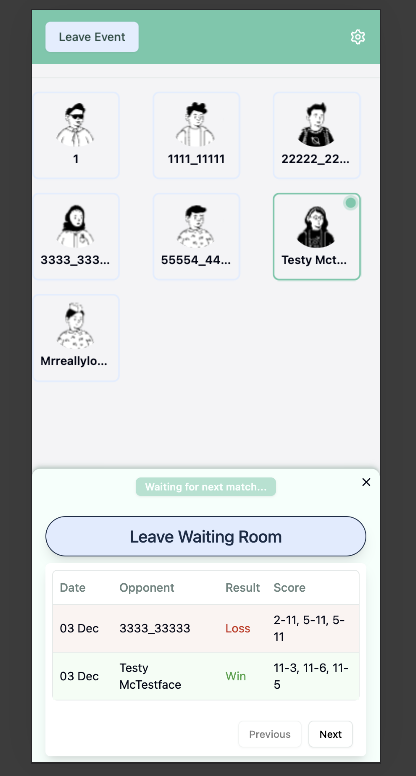 Leave Event
1
1111_11111
22222_22...
3333_333...
55554_44...
Testy Mct...
Mrreallylo...
Waiting for next match...
Leave Waiting Room
Date Opponent Result Score
03 Dec 3333_33333 Loss 2-11, 5-11, 5-
11
03 Dec Testy
McTestface Win 11-3, 11-6, 11-
5
Previous Next